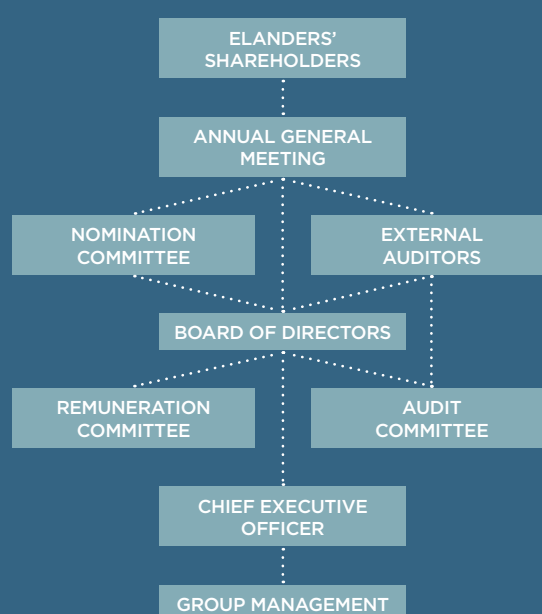 ELANDERS'
SHAREHOLDERS
ANNUAL GENERAL
MEETING
NOMINATION
COMMITTEE
EXTERNAL
AUDITORS
BOARD OF DIRECTORS
REMUNERATION
COMMITTEE
AUDIT
COMMITTEE
CHIEF EXECUTIVE
OFFICER
GROUP MANAGEMENT